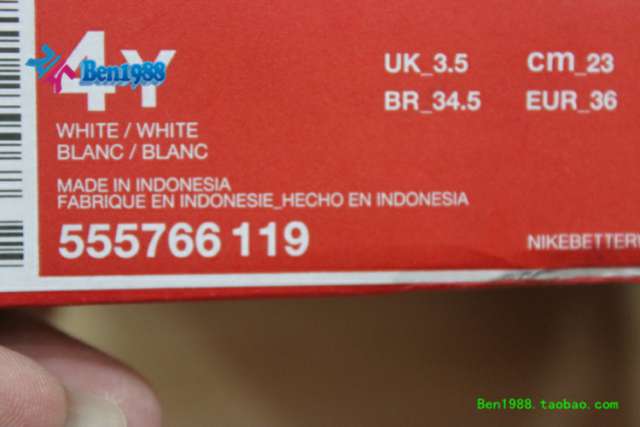 4Y
Ben1988
UK_3.5
cm_23
BR_34.5
EUR_36
WHITE / WHITE
BLANC / BLANC
MADE IN INDONESIA
FABRIQUE EN INDONESIE_HECHO EN INDONESIA
555766 119
NIKEBETTERW
Ben1988.taobao.com